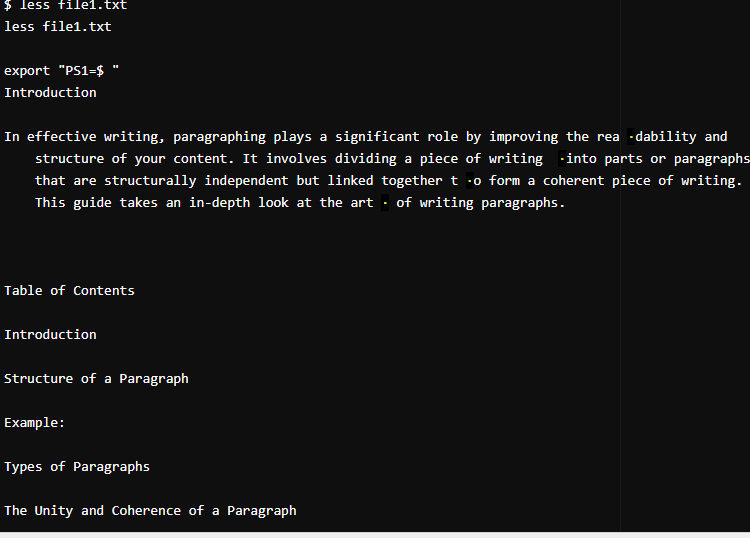 $ less file1.txt
less file1.txt
export "PS1=$ "
Introduction
In effective writing, paragraphing plays a significant role by improving the rea ·dability and
structure of your content. It involves dividing a piece of writing ·into parts or paragraphs
that are structurally independent but linked together t ·o form a coherent piece of writing.
This guide takes an in-depth look at the art · of writing paragraphs.
Table of Contents
Introduction
Structure of a Paragraph
Example:
Types of Paragraphs
The Unity and Coherence of a Paragraph